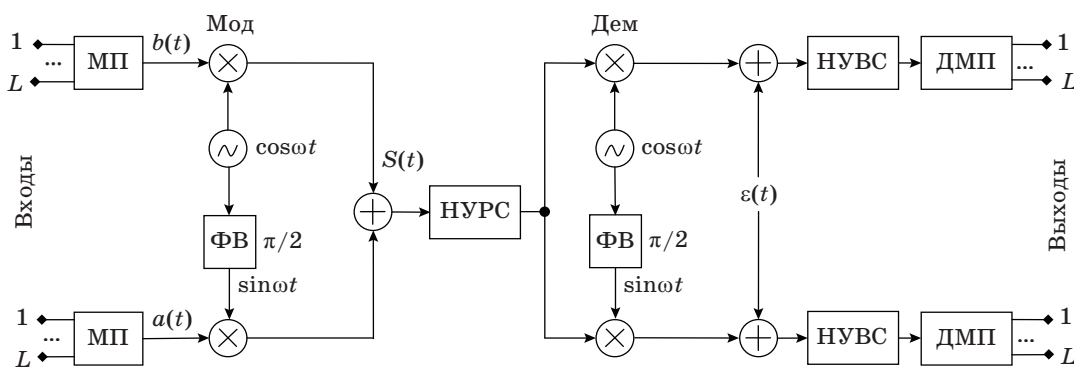 Мод
Дем
1
...
L
МП
b(t)
НУВС
ДМП
1
...
L
Входы
cosωt
S(t)
НУРС
cosωt
ε(t)
Выходы
ФВ
π/2
sinωt
ФВ
π/2
sinωt
1
...
L
МП
a(t)
НУВС
ДМП
1
...
L